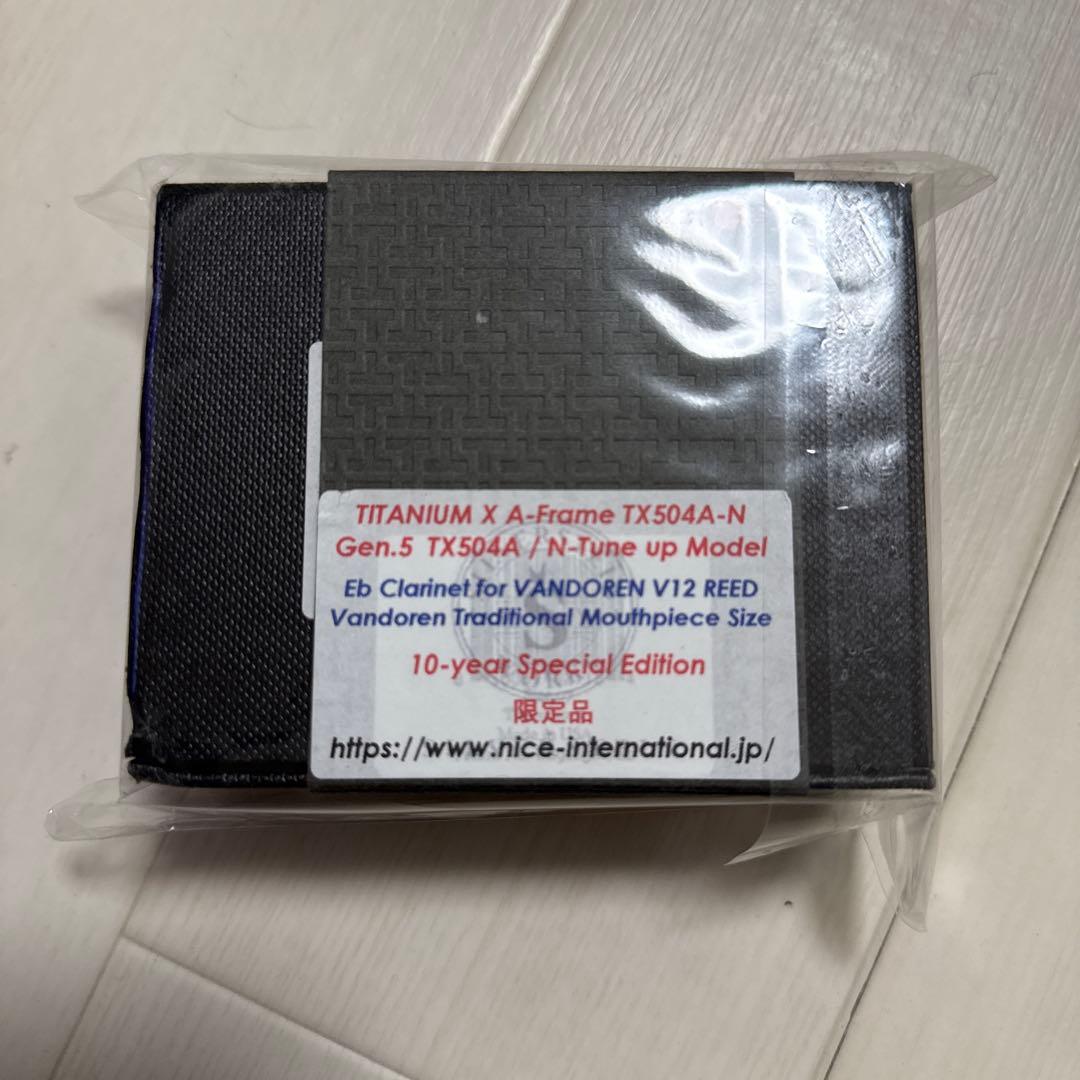 TITANIUM X A-Frame TX504A-N
Gen.5 TX504A / N-Tune up Model
Eb Clarinet for VANDOREN V12 REED
Vandoren Traditional Mouthpiece Size
10-year Special Edition
限定品
https://www.nice-international.jp/